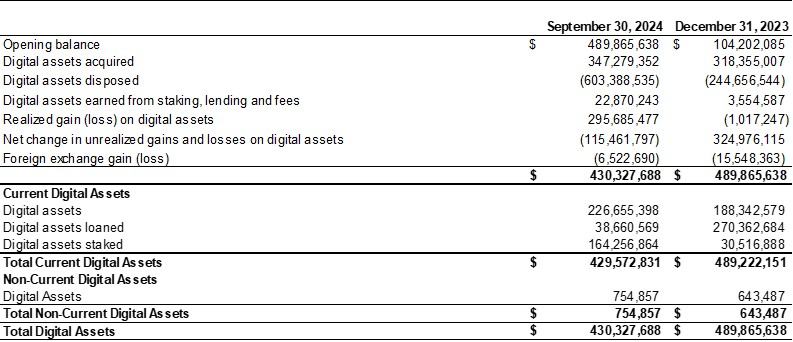 September 30, 2024 December 31, 2023
Opening balance $ 489,865,638 $ 104,202,085
Digital assets acquired 347,279,352 318,355,007
Digital assets disposed (603,388,535) (244,656,544)
Digital assets earned from staking, lending and fees 22,870,243 3,554,587
Realized gain (loss) on digital assets 295,685,477 (1,017,247)
Net change in unrealized gains and losses on digital assets (115,461,797) 324,976,115
Foreign exchange gain (loss) (6,522,690) (15,548,363)
$ 430,327,688 $ 489,865,638
Current Digital Assets
Digital assets 226,655,398 188,342,579
Digital assets loaned 38,660,569 270,362,684
Digital assets staked 164,256,864 30,516,888
Total Current Digital Assets $ 429,572,831 $ 489,222,151
Non-Current Digital Assets
Digital Assets 754,857 643,487
Total Non-Current Digital Assets $ 754,857 $ 643,487
Total Digital Assets $ 430,327,688 $ 489,865,638